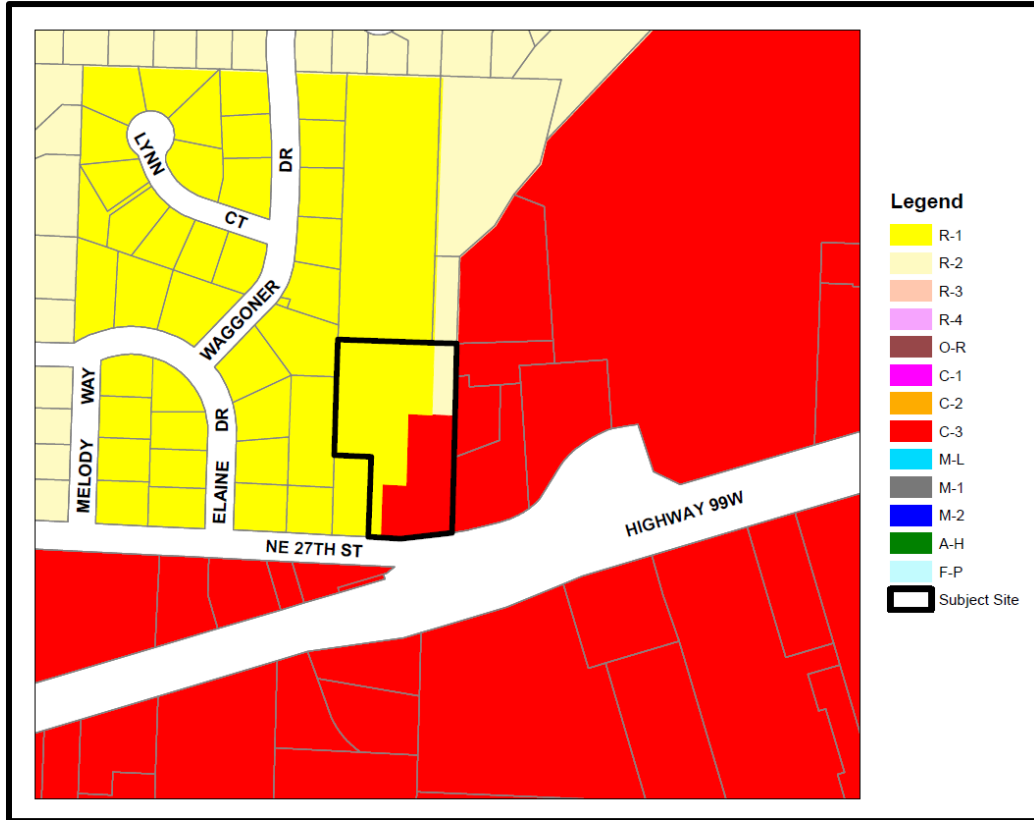 LYNN
CT
DR
WAGGONER
MELODY WAY
ELAINE DR
NE 27TH ST
HIGHWAY 99W
Legend
R-1
R-2
R-3
R-4
O-R
C-1
C-2
C-3
M-L
M-1
M-2
A-H
F-P
Subject Site